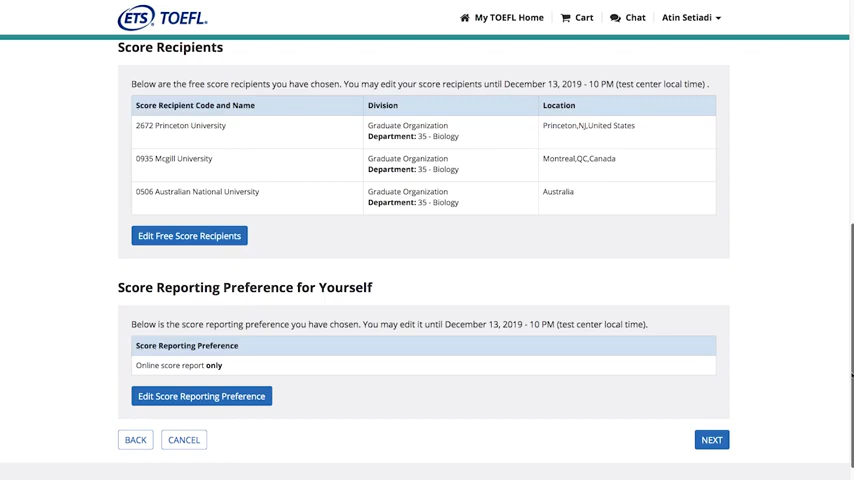 ETS TOEFL
My TOEFL Home
Cart
Chat
Atin Setiadi
Score Recipients
Below are the free score recipients you have chosen. You may edit your score recipients until December 13, 2019 - 10 PM (test center local time) .
Score Recipient Code and Name
Division
Location
2672 Princeton University
Graduate Organization
Department: 35 - Biology
Princeton,NJ,United States
0935 Mcgill University
Graduate Organization
Department: 35 - Biology
Montreal,QC,Canada
0506 Australian National University
Graduate Organization
Department: 35 - Biology
Australia
Edit Free Score Recipients
Score Reporting Preference for Yourself
Below is the score reporting preference you have chosen. You may edit it until December 13, 2019 - 10 PM (test center local time).
Score Reporting Preference
Online score report only
Edit Score Reporting Preference
BACK
CANCEL
NEXT